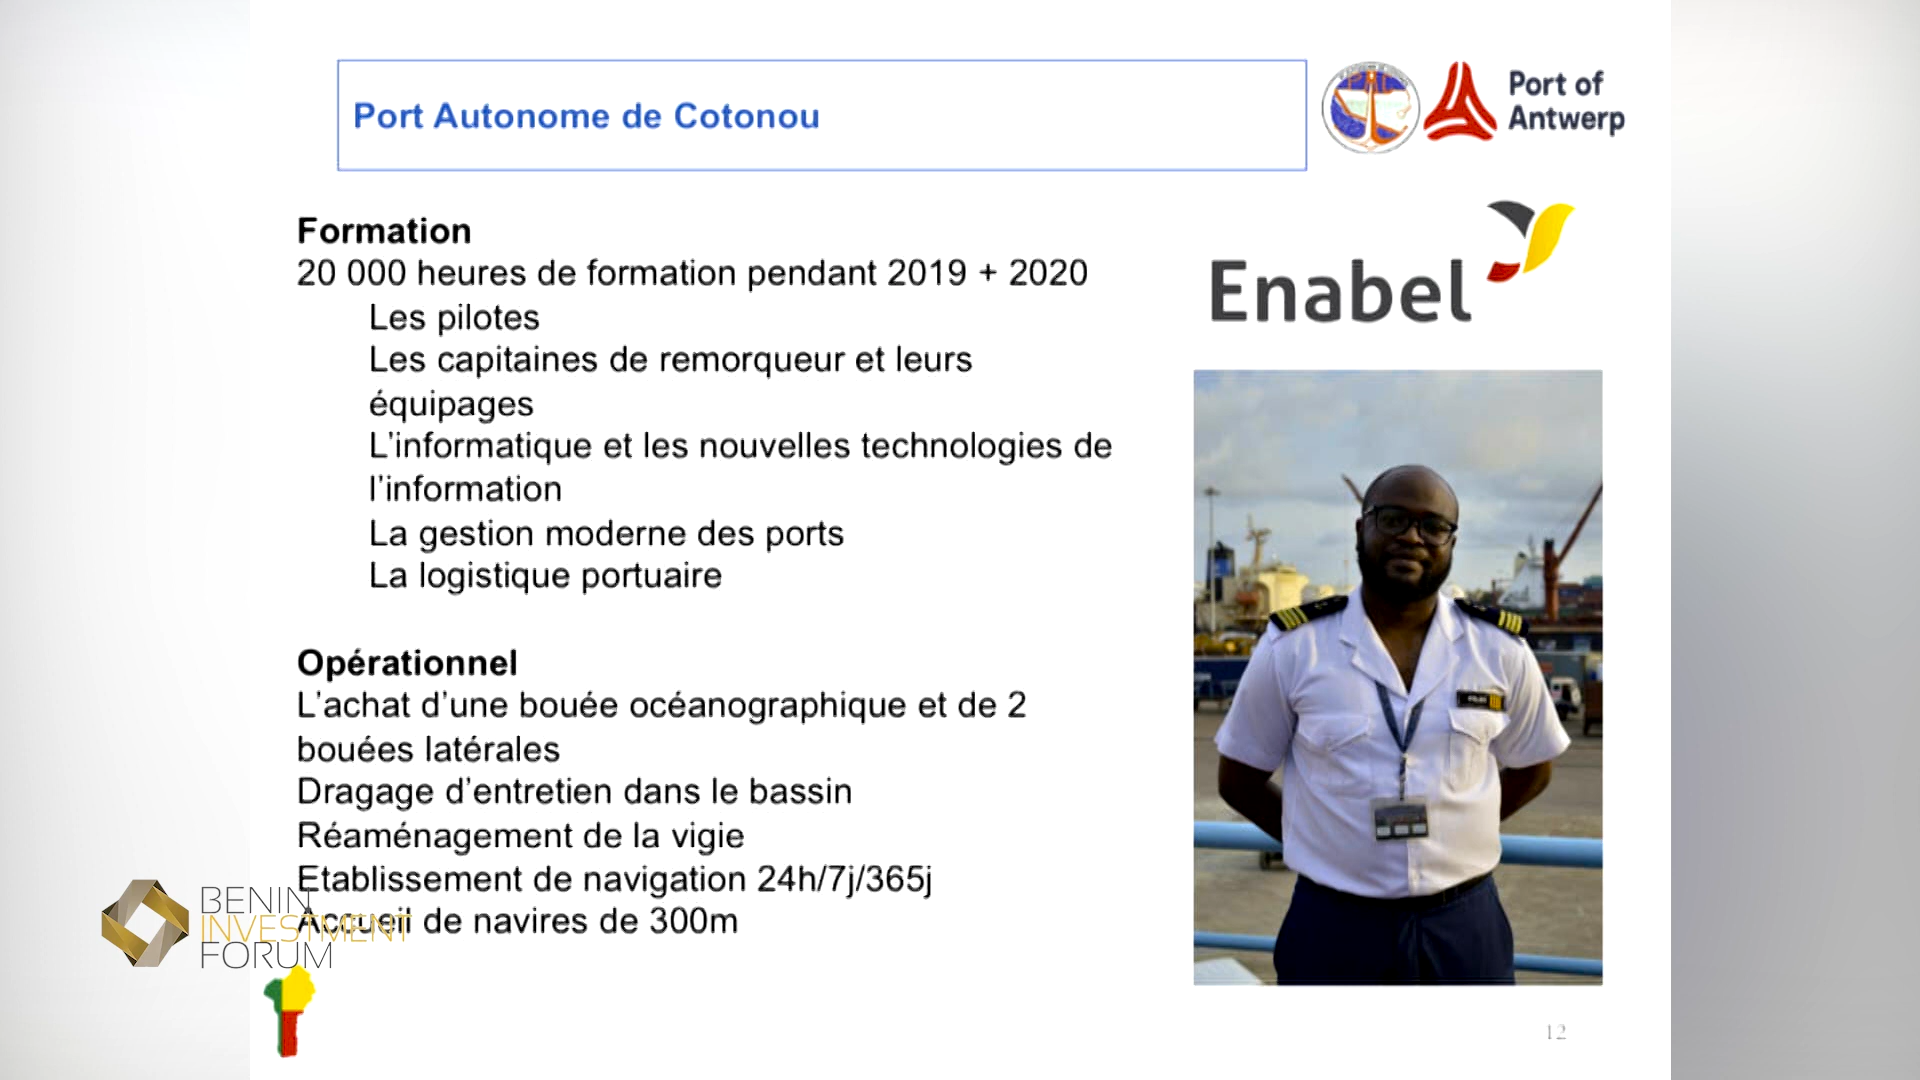 Port Autonome de Cotonou
Port of
Antwerp
Enabel
Formation
20 000 heures de formation pendant 2019 + 2020
Les pilotes
Les capitaines de remorqueur et leurs
équipages
L'informatique et les nouvelles technologies de
l'information
La gestion moderne des ports
La logistique portuaire
Opérationnel
L'achat d'une bouée océanographique et de 2
bouées latérales
Dragage d'entretien dans le bassin
Réaménagement de la vigie
Etablissement de navigation 24h/7j/365j
Accueil de navires de 300m
BENIN
INVESTMENT
FORUM
12